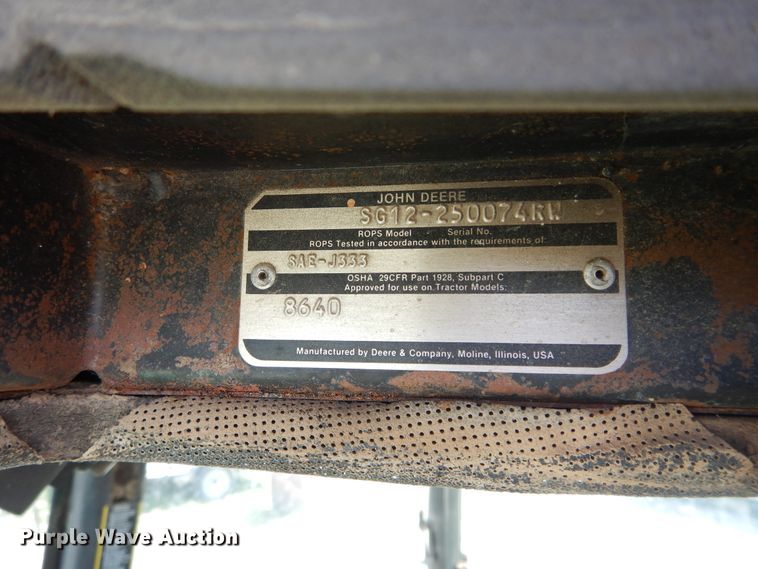 JOHN DEERE
SG12-250074RW
ROPS Model Serial No.
ROPS Tested in accordance with the requirements of:
SAE-J333
OSHA 29CFR Part 1928, Subpart C
Approved for use on Tractor Models:
8640
Manufactured by Deere & Company, Moline, Illinois, USA
Purple Wave Auction